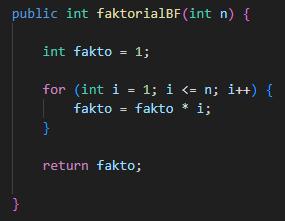 public int faktorialBF(int n) {
int fakto = 1;
for (int i = 1; i <= n; i++) {
fakto = fakto * i;
}
return fakto;
}